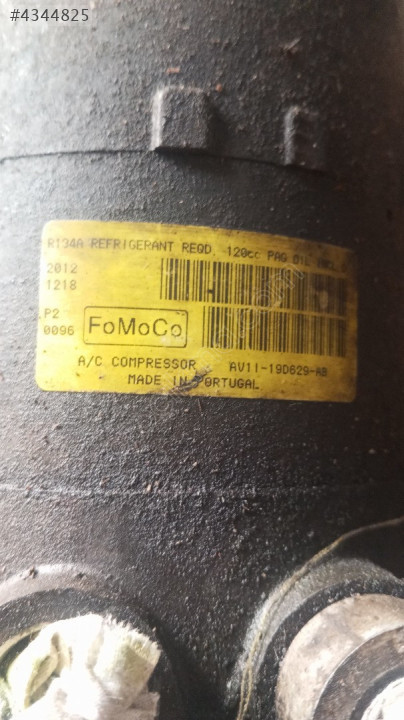 #4344825
R134A REFRIGERANT REQD. 120cc PAG OIL INCL
2012
1218
P2
0096 FoMoCo
A/C COMPRESSOR AV11-19D629-AB
MADE IN PORTUGAL